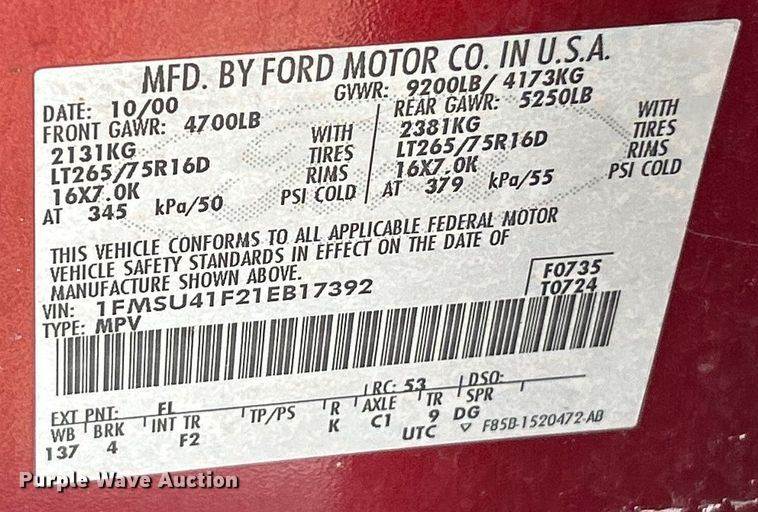 MFD. BY FORD MOTOR CO. IN U.S.A.
DATE: 10/00 GVWR: 9200LB/ 4173KG
FRONT GAWR: 4700LB REAR GAWR: 5250LB
2131KG WITH 2381KG WITH
LT265/75R16D TIRES LT265/75R16D TIRES
16X7.0K RIMS 16X7.0K RIMS
AT 345 kPa/50 PSI COLD AT 379 kPa/55 PSI COLD
THIS VEHICLE CONFORMS TO ALL APPLICABLE FEDERAL MOTOR
VEHICLE SAFETY STANDARDS IN EFFECT ON THE DATE OF
MANUFACTURE SHOWN ABOVE.
VIN: 1FMSU41F21EB17392 F0735
TYPE: MPV T0724
EXT PNT: FL RC: 53 DSO:
WB BRK INT TR TP/PS R AXLE TR SPR
137 4 F2 K C1 9 DG
UTC ▽ F85B-1520472-AB
Purple Wave Auction